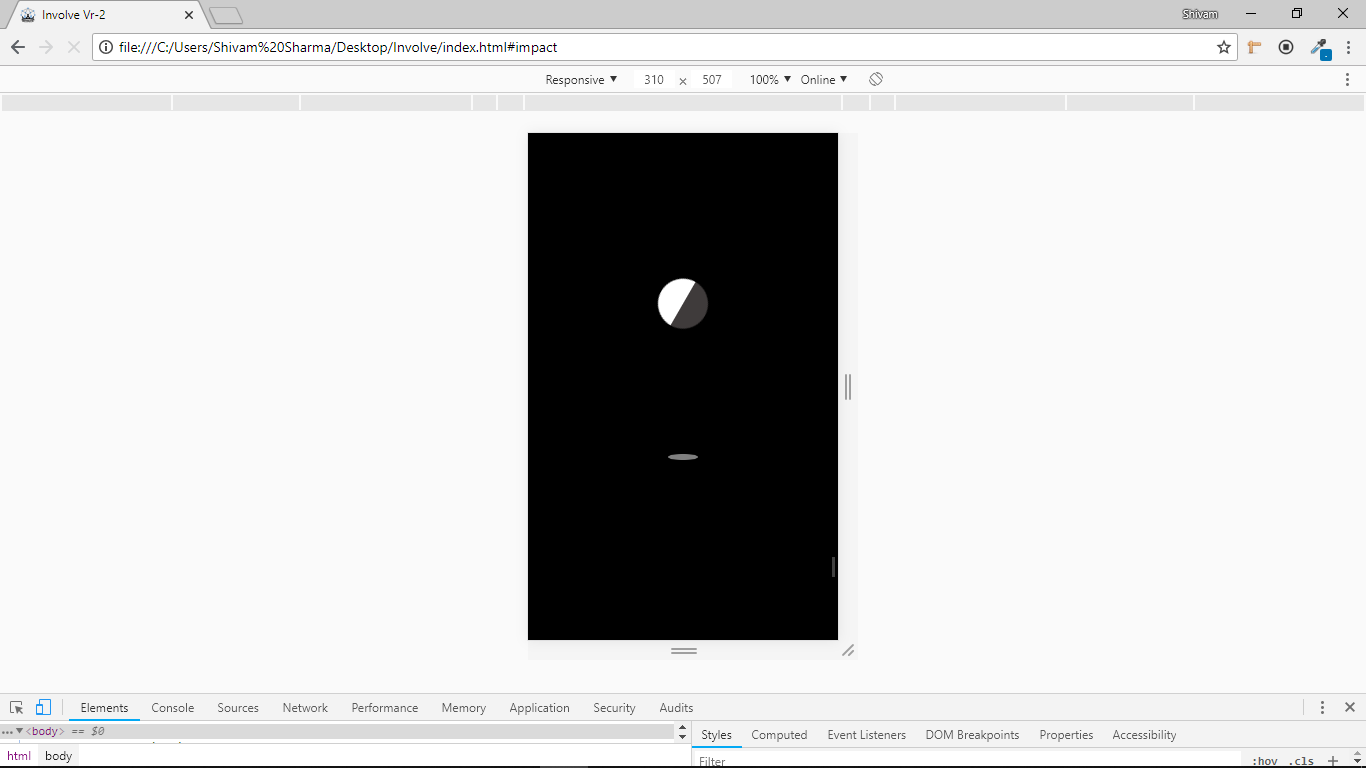 Involve Vr-2
Shivam
file:///C:/Users/Shivam%20Sharma/Desktop/Involve/index.html#impact
Responsive ▼ 310 × 507 100% ▼ Online ▼
Elements Console Sources Network Performance Memory Application Security Audits
... ▼ <body> == $0
Styles Computed Event Listeners DOM Breakpoints Properties Accessibility
html body
Filter :hov .cls +